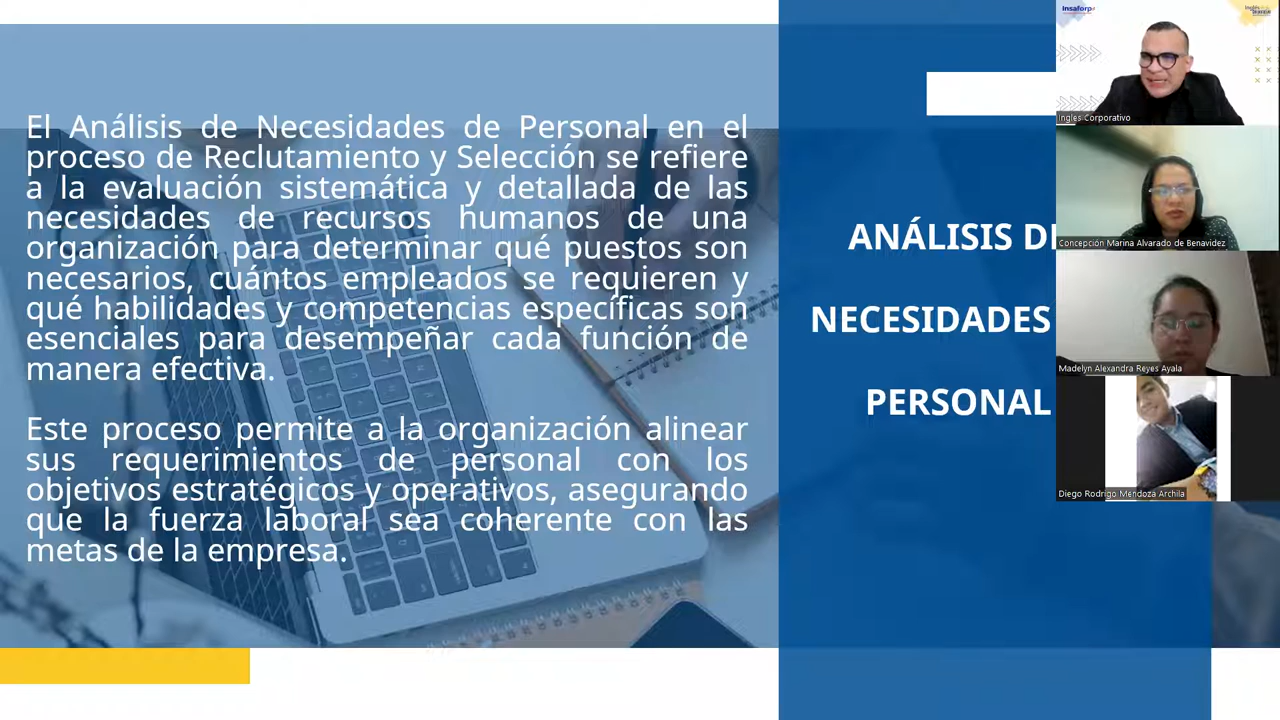 El Análisis de Necesidades de Personal en el
proceso de Reclutamiento y Selección se refiere
a la evaluación sistemática y detallada de las
necesidades de recursos humanos de una
organización para determinar qué puestos son
necesarios, cuántos empleados se requieren y
qué habilidades y competencias específicas son
esenciales para desempeñar cada función de
manera efectiva.
Este proceso permite a la organización alinear
sus requerimientos de personal con los
objetivos estratégicos y operativos, asegurando
que la fuerza laboral sea coherente con las
metas de la empresa.
ANÁLISIS DE
NECESIDADES
PERSONAL
insaforp
Ingles Corporativo
Concepción Marina Alvarado de Benavidez
Madelyn Alexandra Reyes Ayala
Diego Rodrigo Mendoza Archila